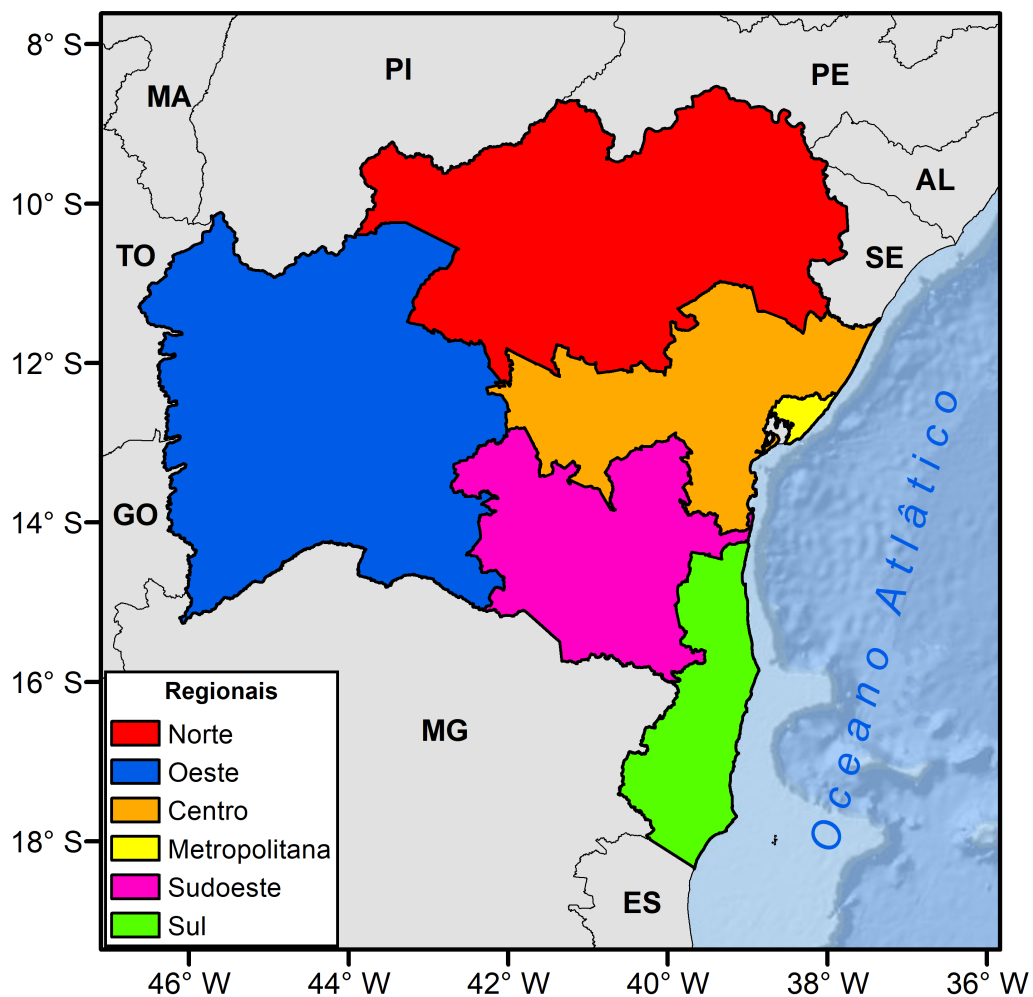 8° S
10° S
12° S
14° S
16° S
18° S
PI
PE
MA
AL
TO
SE
GO
MG
ES
Oceano Atlâtico
Regionais
Norte
Oeste
Centro
Metropolitana
Sudoeste
Sul
46° W
44° W
42° W
40° W
38° W
36° W